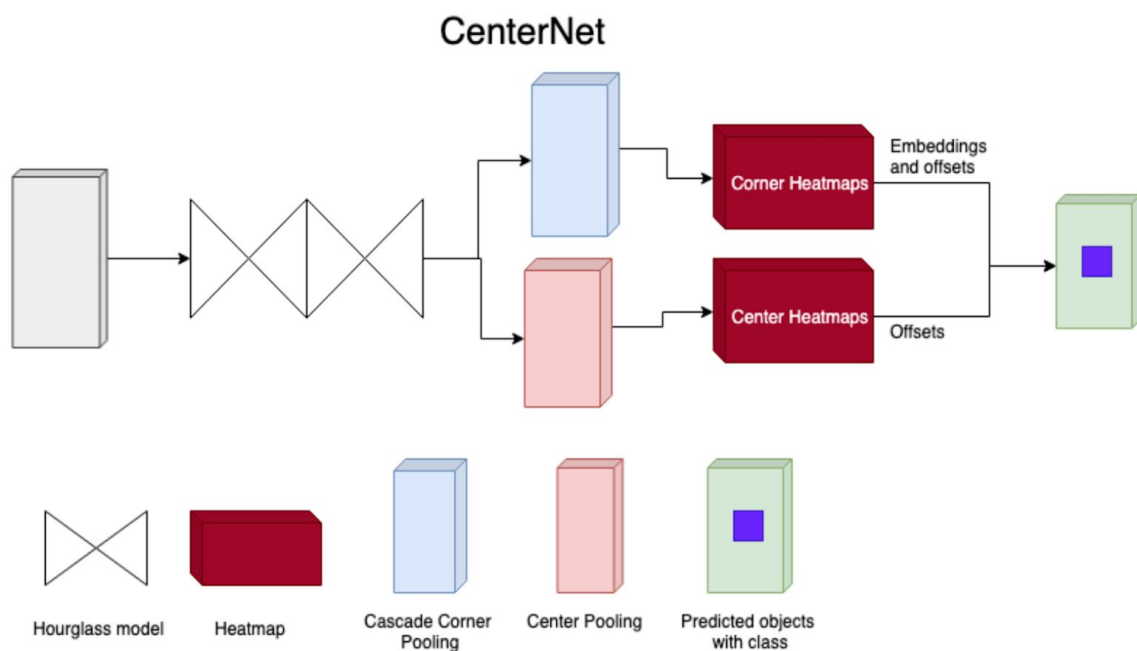 CenterNet
Embeddings
and offsets
Corner Heatmaps
Center Heatmaps
Offsets
Hourglass model
Heatmap
Cascade Corner
Pooling
Center Pooling
Predicted objects
with class